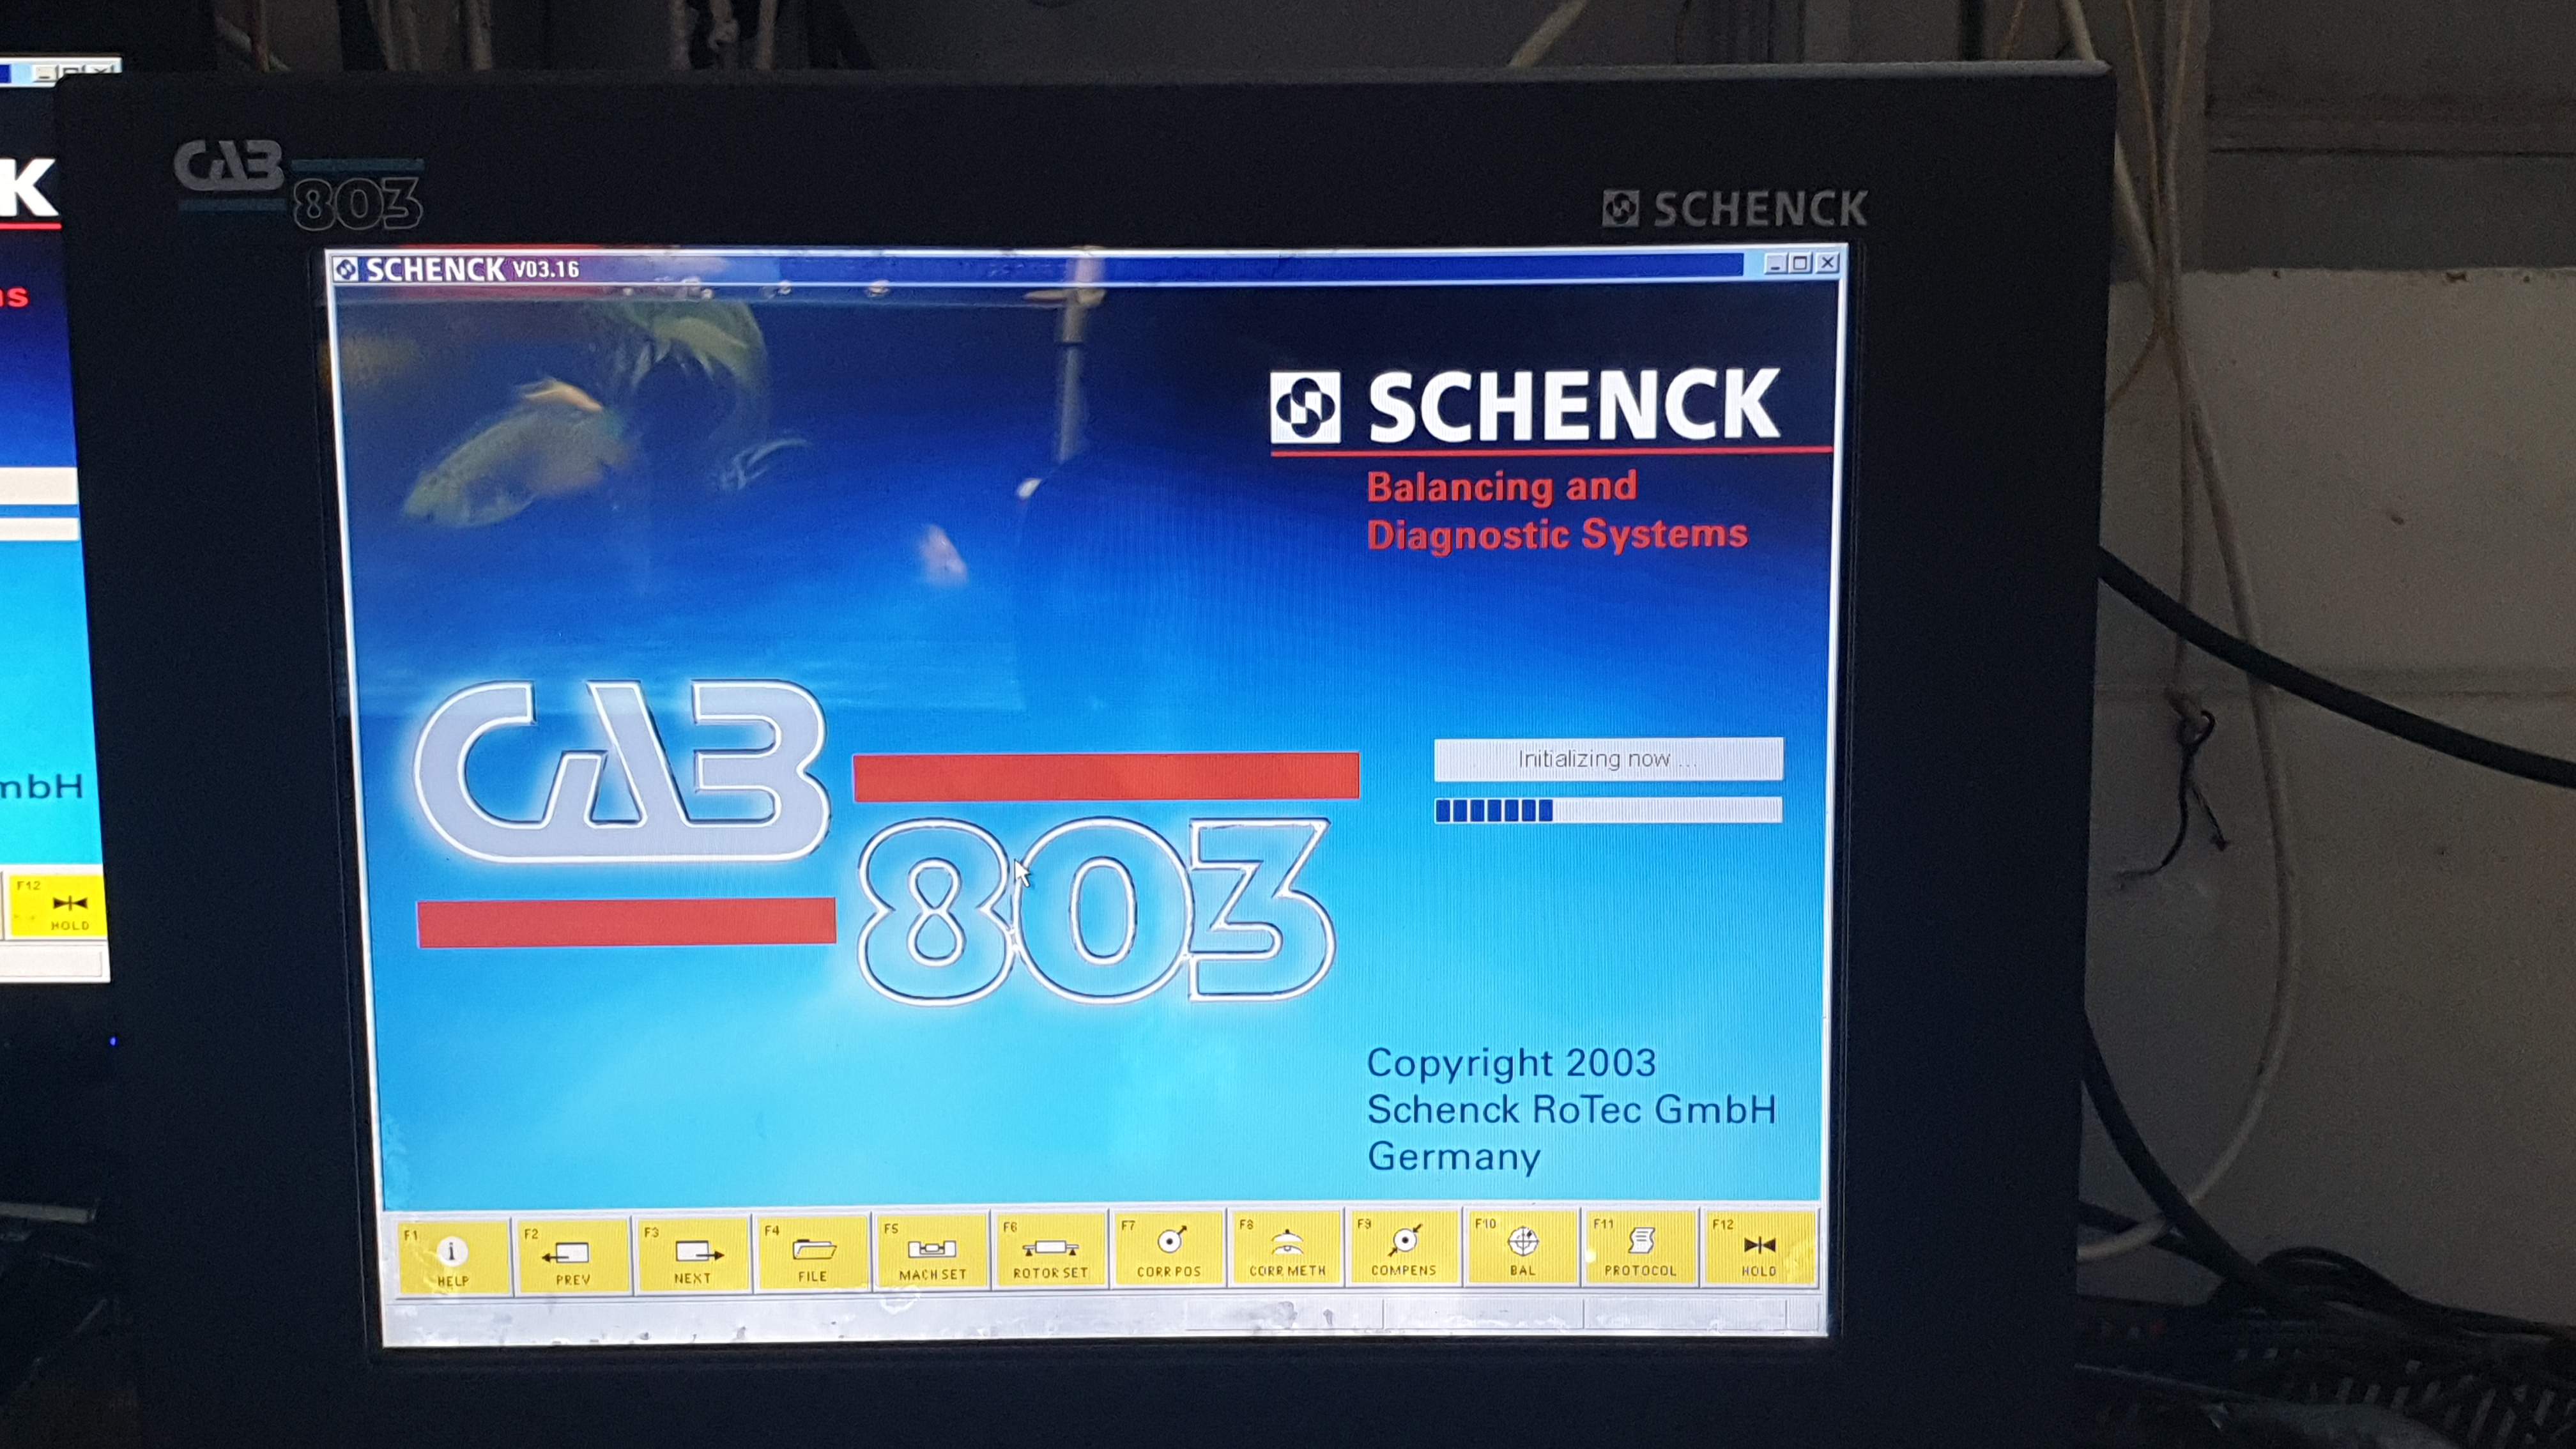 K
s
mbH
F12
HOLD
CAB
803
SCHENCK
SCHENCK V03.16
SCHENCK
Balancing and
Diagnostic Systems
CAB
803
Initializing now ...
Copyright 2003
Schenck RoTec GmbH
Germany
F1 HELP
F2 PREV
F3 NEXT
F4 FILE
F5 MACH SET
F6 ROTOR SET
F7 CORR POS
F8 CORR METH
F9 COMPENS
F10 BAL
F11 PROTOCOL
F12 HOLD